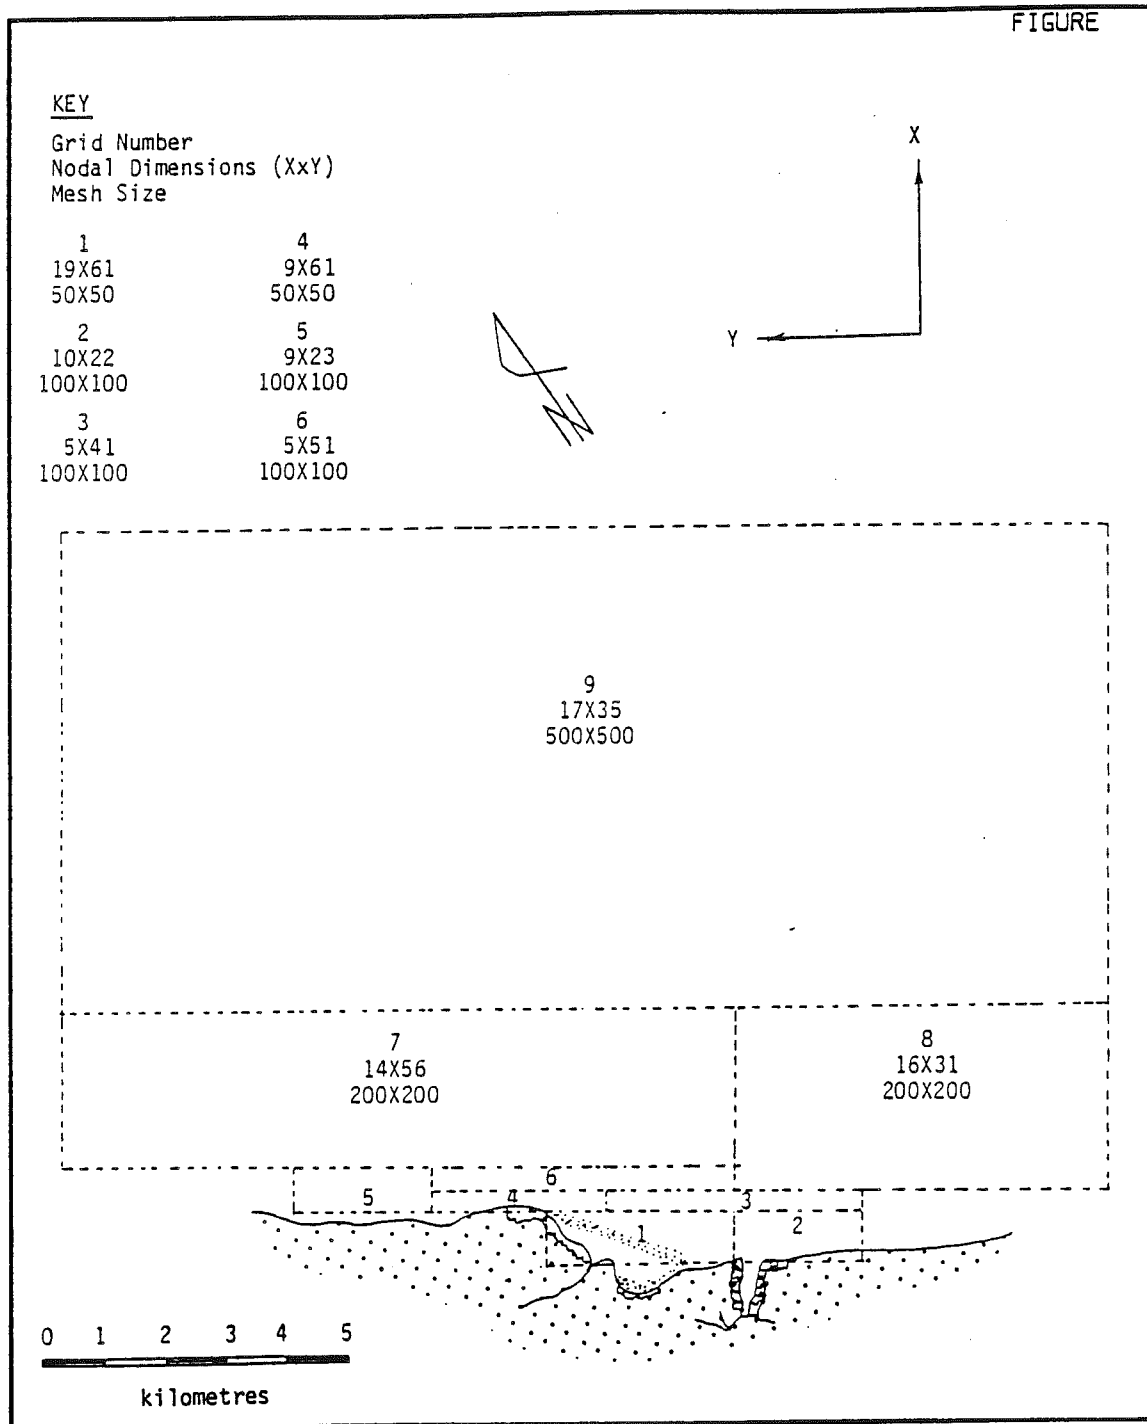 FIGURE
KEY
Grid Number
Nodal Dimensions (XxY)
Mesh Size
1
19X61
50X50
4
9X61
50X50
2
10X22
100X100
5
9X23
100X100
3
5X41
100X100
6
5X51
100X100
X
Y
N
9
17X35
500X500
7
14X56
200X200
8
16X31
200X200
6
5
4
3
1
2
0 1 2 3 4 5
kilometres